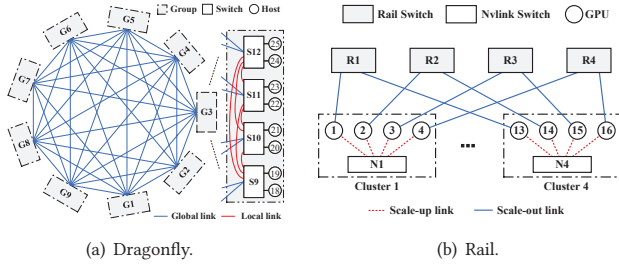 Group
Switch
Host
G5
G6
G4
G7
G3
G8
G2
G9
G1
S12
25
24
S11
23
22
S10
21
20
S9
19
18
Global link
Local link
(a) Dragonfly.
Rail Switch
Nvlink Switch
GPU
R1
R2
R3
R4
1
2
3
4
13
14
15
16
N1
...
N4
Cluster 1
Cluster 4
Scale-up link
Scale-out link
(b) Rail.